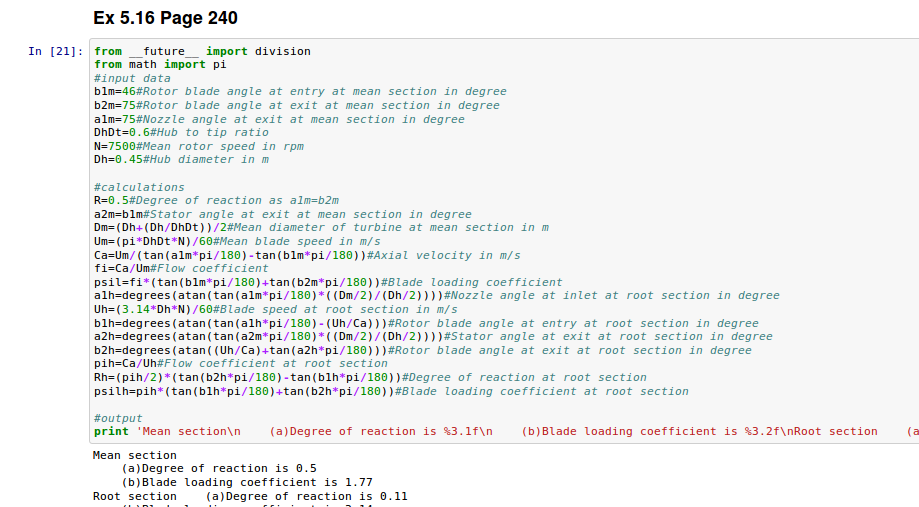 Ex 5.16 Page 240
In [21]: from __future__ import division
from math import pi
#input data
b1m=46#Rotor blade angle at entry at mean section in degree
b2m=75#Rotor blade angle at exit at mean section in degree
a1m=75#Nozzle angle at exit at mean section in degree
DhDt=0.6#Hub to tip ratio
N=7500#Mean rotor speed in rpm
Dh=0.45#Hub diameter in m
#calculations
R=0.5#Degree of reaction as a1m=b2m
a2m=b1m#Stator angle at exit at mean section in degree
Dm=(Dh+(Dh/DhDt))/2#Mean diameter of turbine at mean section in m
Um=(pi*DhDt*N)/60#Mean blade speed in m/s
Ca=Um/(tan(a1m*pi/180)-tan(b1m*pi/180))#Axial velocity in m/s
fi=Ca/Um#Flow coefficient
psil=fi*(tan(b1m*pi/180)+tan(b2m*pi/180))#Blade loading coefficient
a1h=degrees(atan(tan(a1m*pi/180)*((Dm/2)/(Dh/2))))#Nozzle angle at inlet at root section in degree
Uh=(3.14*Dh*N)/60#Blade speed at root section in m/s
b1h=degrees(atan(tan(a1h*pi/180)-(Uh/Ca)))#Rotor blade angle at entry at root section in degree
a2h=degrees(atan(tan(a2m*pi/180)*((Dm/2)/(Dh/2))))#Stator angle at exit at root section in degree
b2h=degrees(atan((Uh/Ca)+tan(a2h*pi/180)))#Rotor blade angle at exit at root section in degree
pih=Ca/Uh#Flow coefficient at root section
Rh=(pih/2)*(tan(b2h*pi/180)-tan(b1h*pi/180))#Degree of reaction at root section
psilh=pih*(tan(b1h*pi/180)+tan(b2h*pi/180))#Blade loading coefficient at root section
#output
print 'Mean section\n    (a)Degree of reaction is %3.1f\n    (b)Blade loading coefficient is %3.2f\nRoot section    (a
Mean section
(a)Degree of reaction is 0.5
(b)Blade loading coefficient is 1.77
Root section    (a)Degree of reaction is 0.11